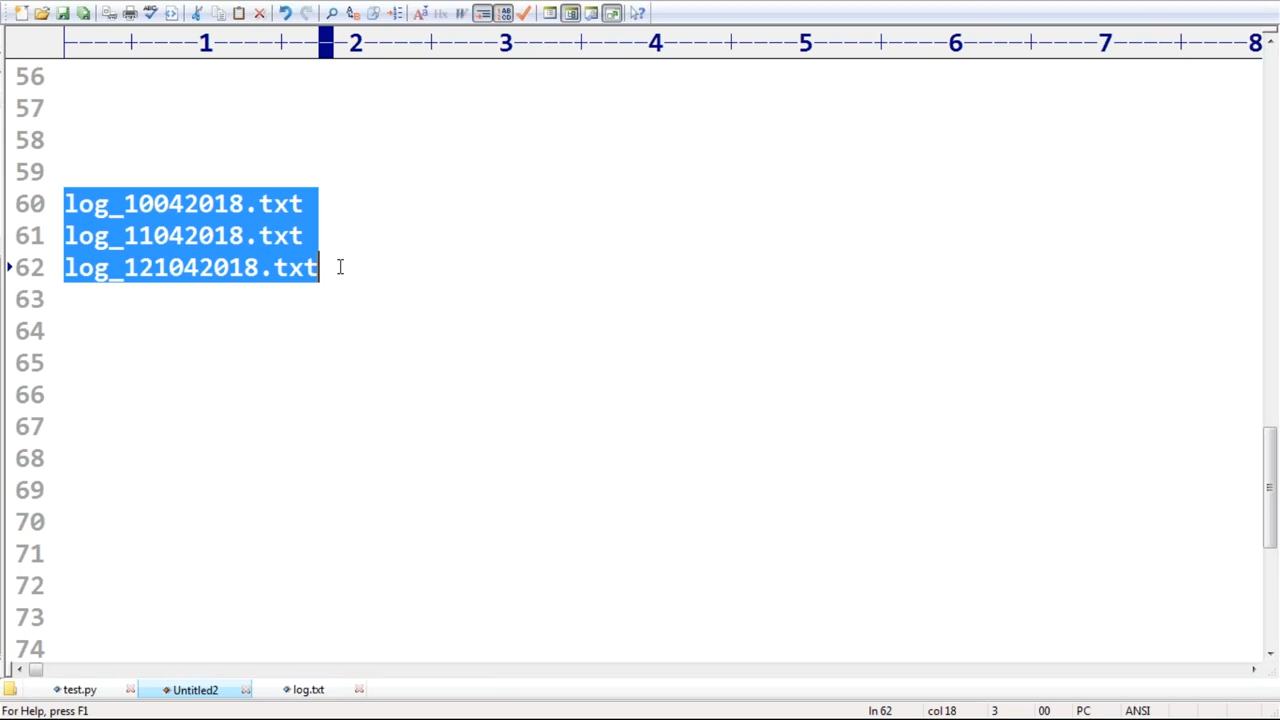 1 2 3 4 5 6 7 8
56
57
58
59
60 log_10042018.txt
61 log_11042018.txt
62 log_121042018.txt
63
64
65
66
67
68
69
70
71
72
73
74
test.py Untitled2 log.txt
For Help, press F1 ln 62 col 18 3 00 PC ANSI